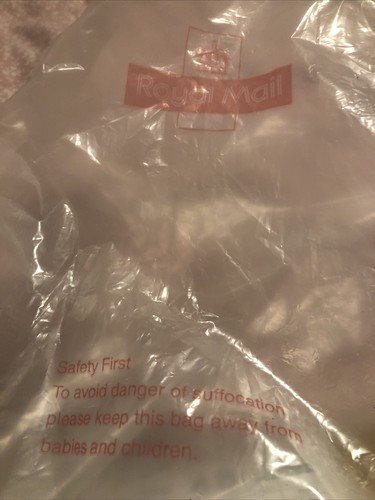 Royal Mail
Safety First
To avoid danger of suffocation
please keep this bag away from
babies and children.